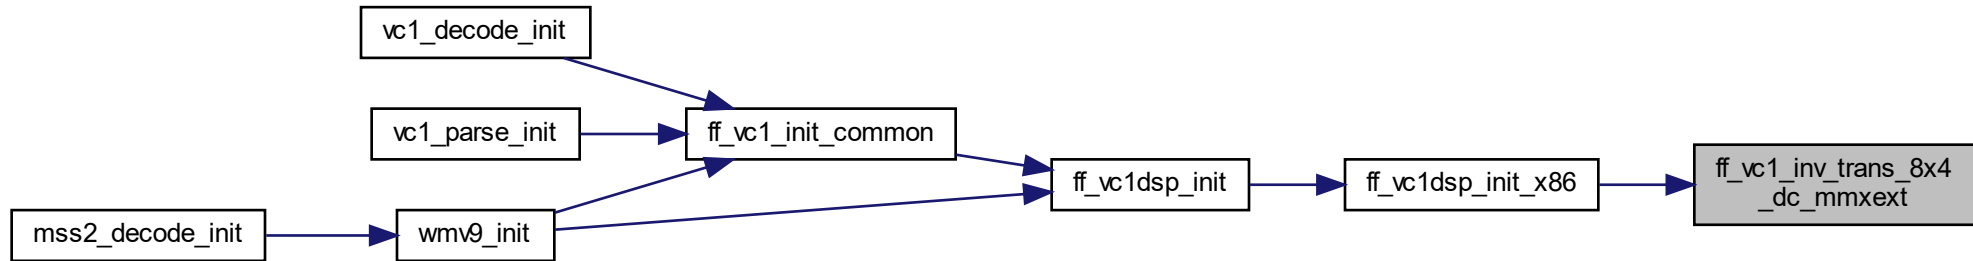 vc1_decode_init
vc1_parse_init
ff_vc1_init_common
ff_vc1_inv_trans_8x4
_dc_mmxext
ff_vc1dsp_init
ff_vc1dsp_init_x86
mss2_decode_init
wmv9_init